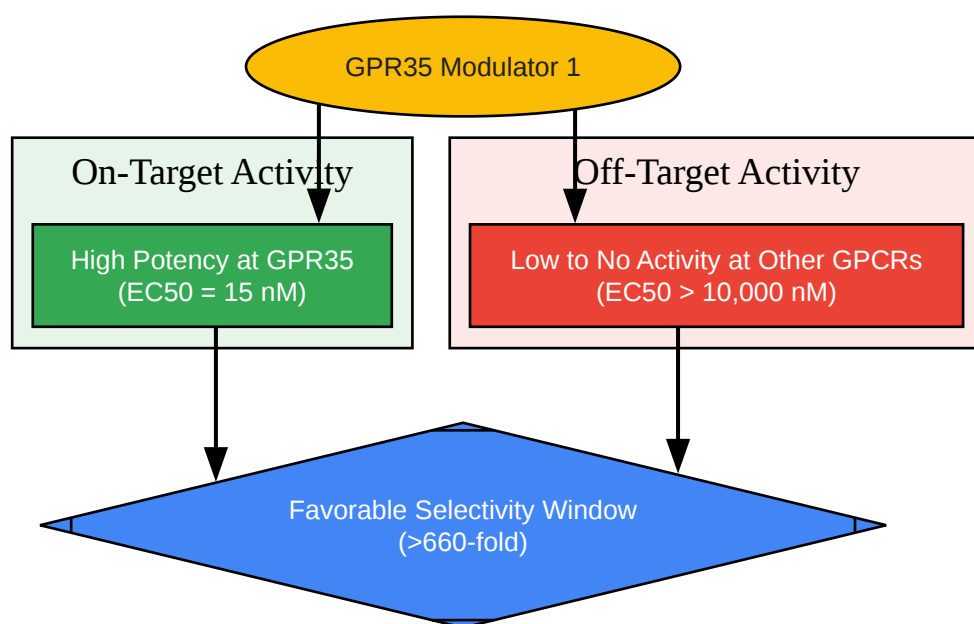 GPR35 Modulator 1
On-Target Activity
Off-Target Activity
High Potency at GPR35
(EC50 = 15 nM)
Low to No Activity at Other GPCRs
(EC50 > 10,000 nM)
Favorable Selectivity Window
(>660-fold)